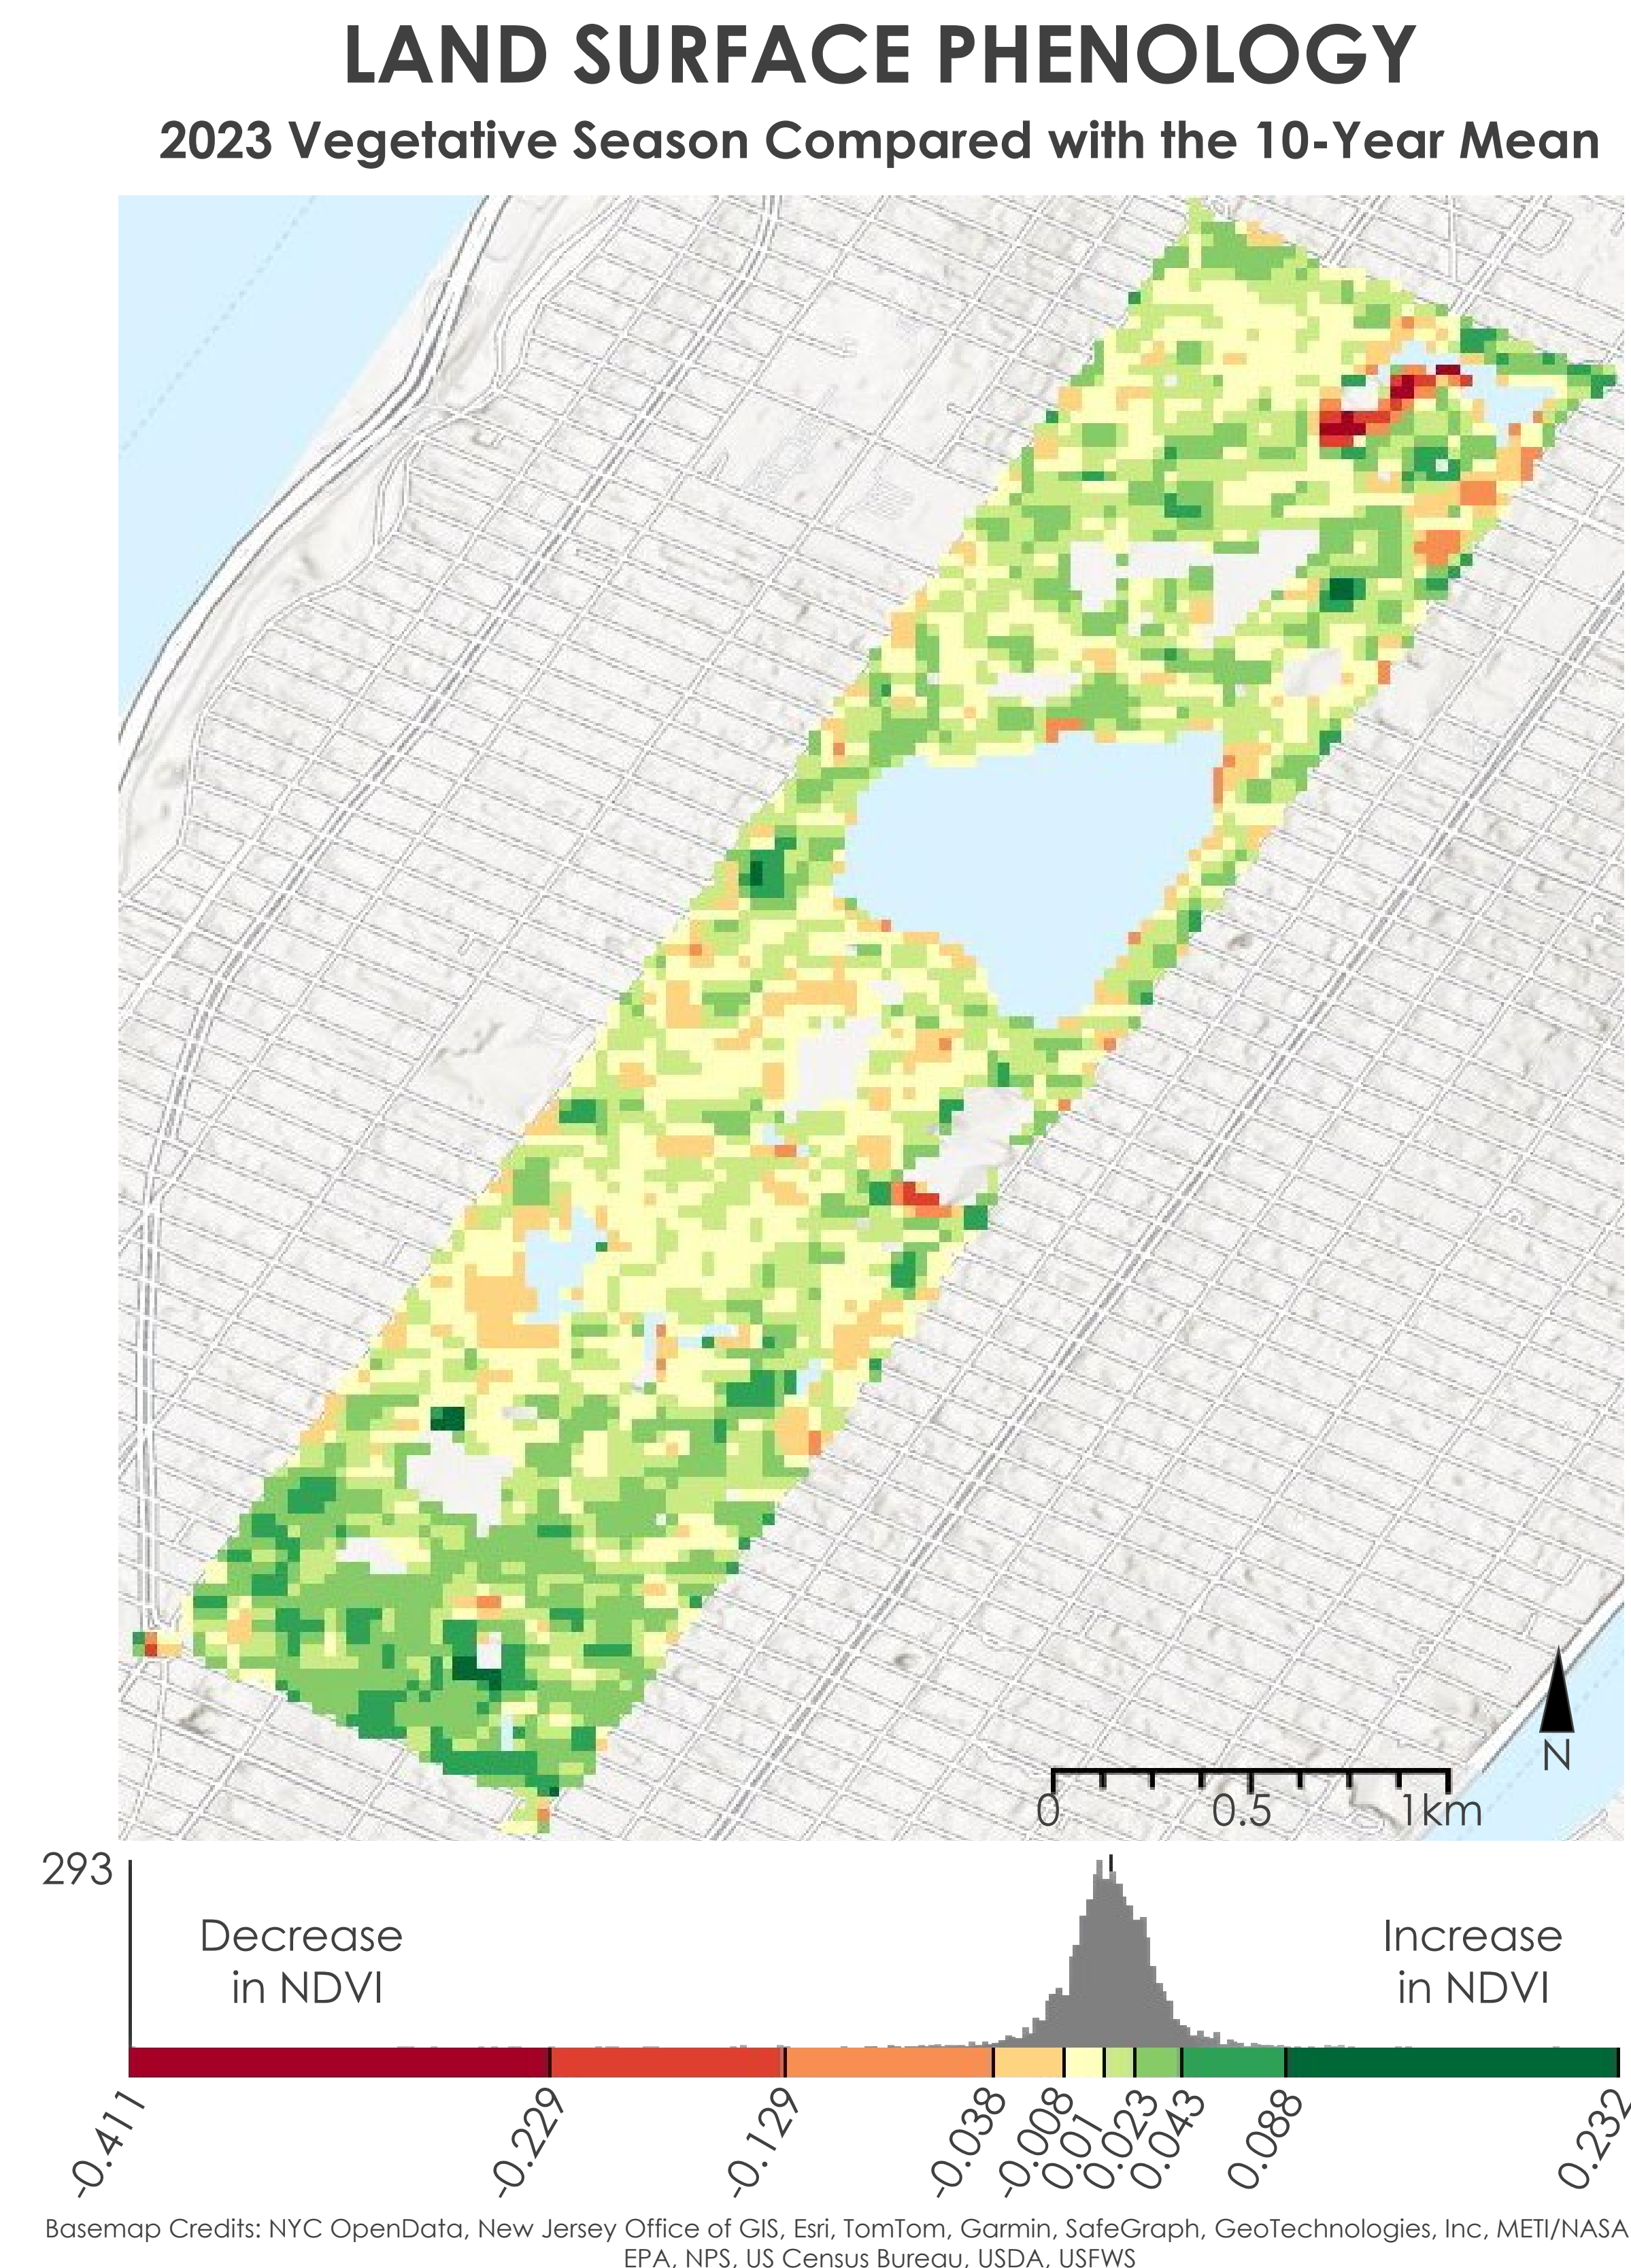 LAND SURFACE PHENOLOGY
2023 Vegetative Season Compared with the 10-Year Mean
N
0 0.5 1km
293
Decrease
in NDVI
Increase
in NDVI
-0.411 -0.229 -0.129 -0.038 -0.008 0.001 0.023 0.043 0.088 0.232
Basemap Credits: NYC OpenData, New Jersey Office of GIS, Esri, TomTom, Garmin, SafeGraph, GeoTechnologies, Inc, METI/NASA
EPA, NPS, US Census Bureau, USDA, USFWS